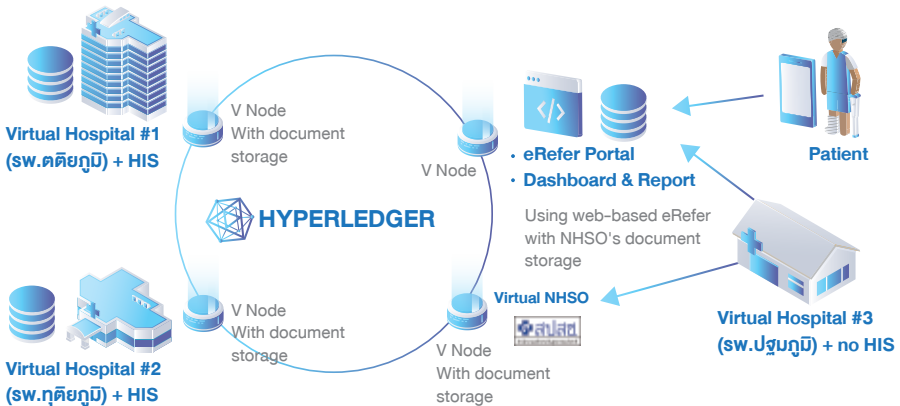 Virtual Hospital #1
(รพ.ตติยภูมิ) + HIS
V Node
With document
storage
HYPERLEDGER
Virtual Hospital #2
(รพ.ทุติยภูมิ) + HIS
V Node
With document
storage
V Node
• eRefer Portal
• Dashboard & Report
Using web-based eRefer
with NHSO's document
storage
Patient
Virtual NHSO
สปสช
V Node
With document
storage
Virtual Hospital #3
(รพ.ปฐมภูมิ) + no HIS